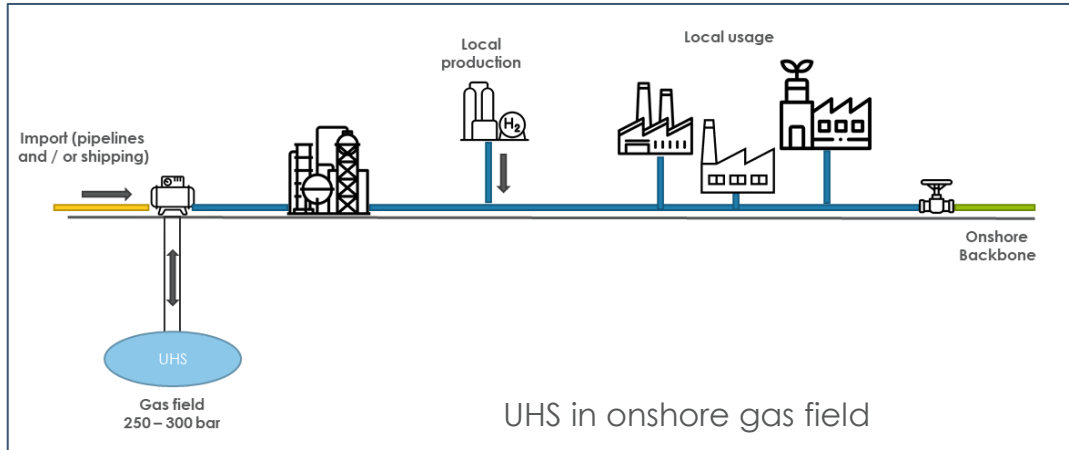 Local
production
Local usage
H2
Import (pipelines
and / or shipping)
Onshore
Backbone
UHS
Gas field
250 – 300 bar
UHS in onshore gas field